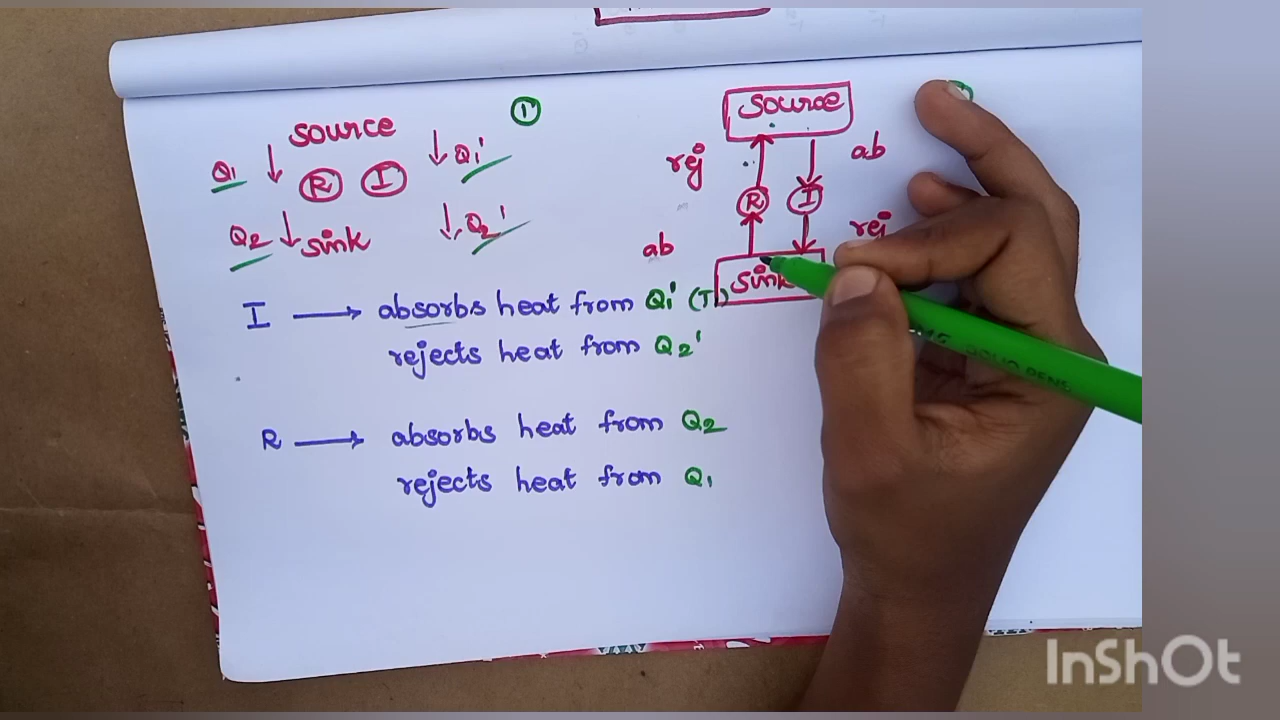 ①
source
Q1 ↓ R I ↓ Q1'
Q2 ↓ sink ↓ Q2'
source
rej ab
R I
ab rej
sink
I → absorbs heat from Q1' (T1)
rejects heat from Q2'
R → absorbs heat from Q2
rejects heat from Q1
InShOt